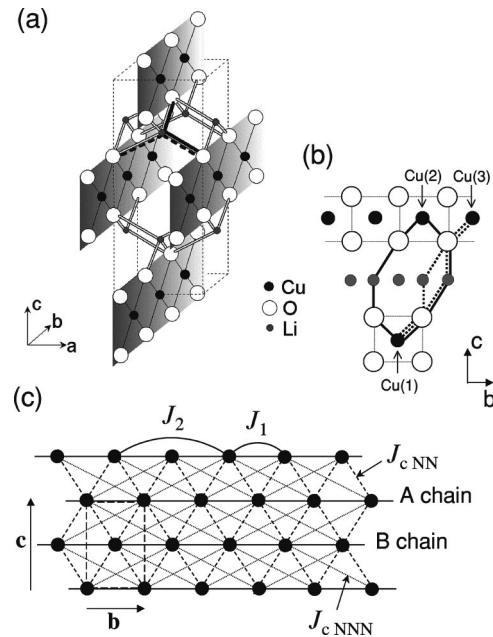 (a)
c
b
a
Cu
O
Li
(b)
Cu(2)
Cu(3)
Cu(1)
c
b
(c)
J2
J1
Jc NN
A chain
B chain
c
b
Jc NNN